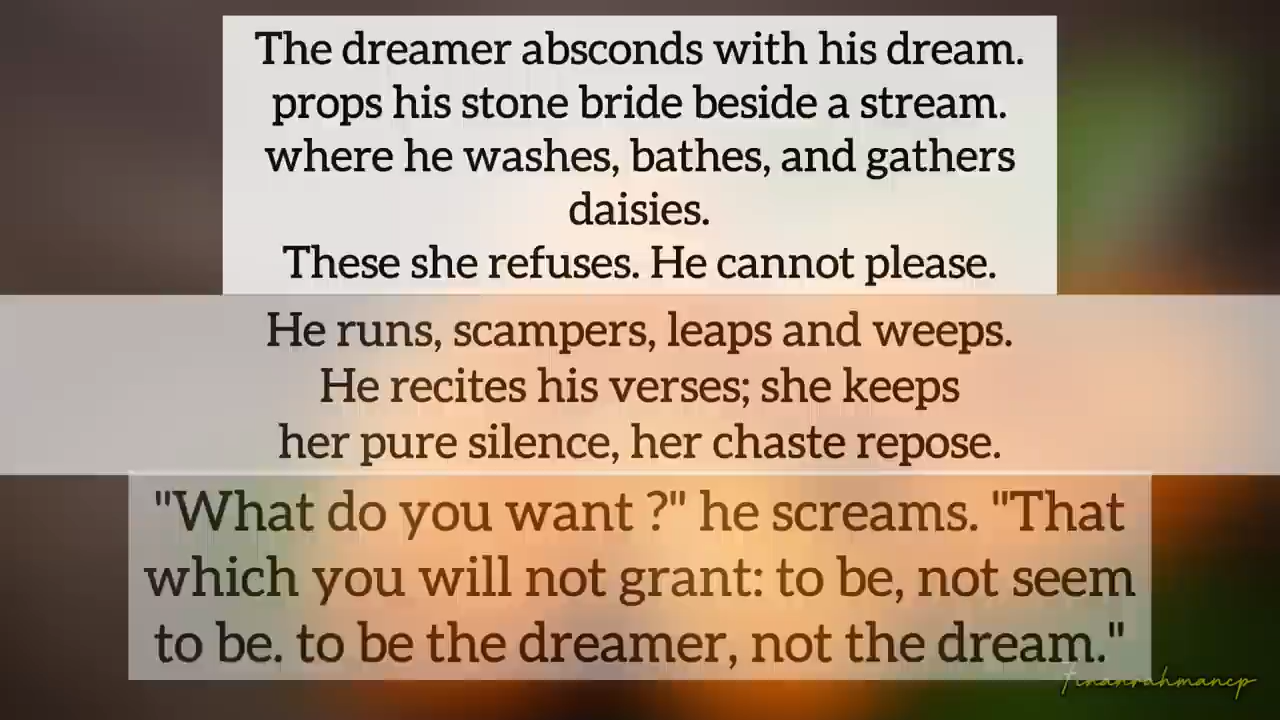 The dreamer absconds with his dream.
props his stone bride beside a stream.
where he washes, bathes, and gathers
daisies.
These she refuses. He cannot please.
He runs, scampers, leaps and weeps.
He recites his verses; she keeps
her pure silence, her chaste repose.
"What do you want ?" he screams. "That
which you will not grant: to be, not seem
to be. to be the dreamer, not the dream."